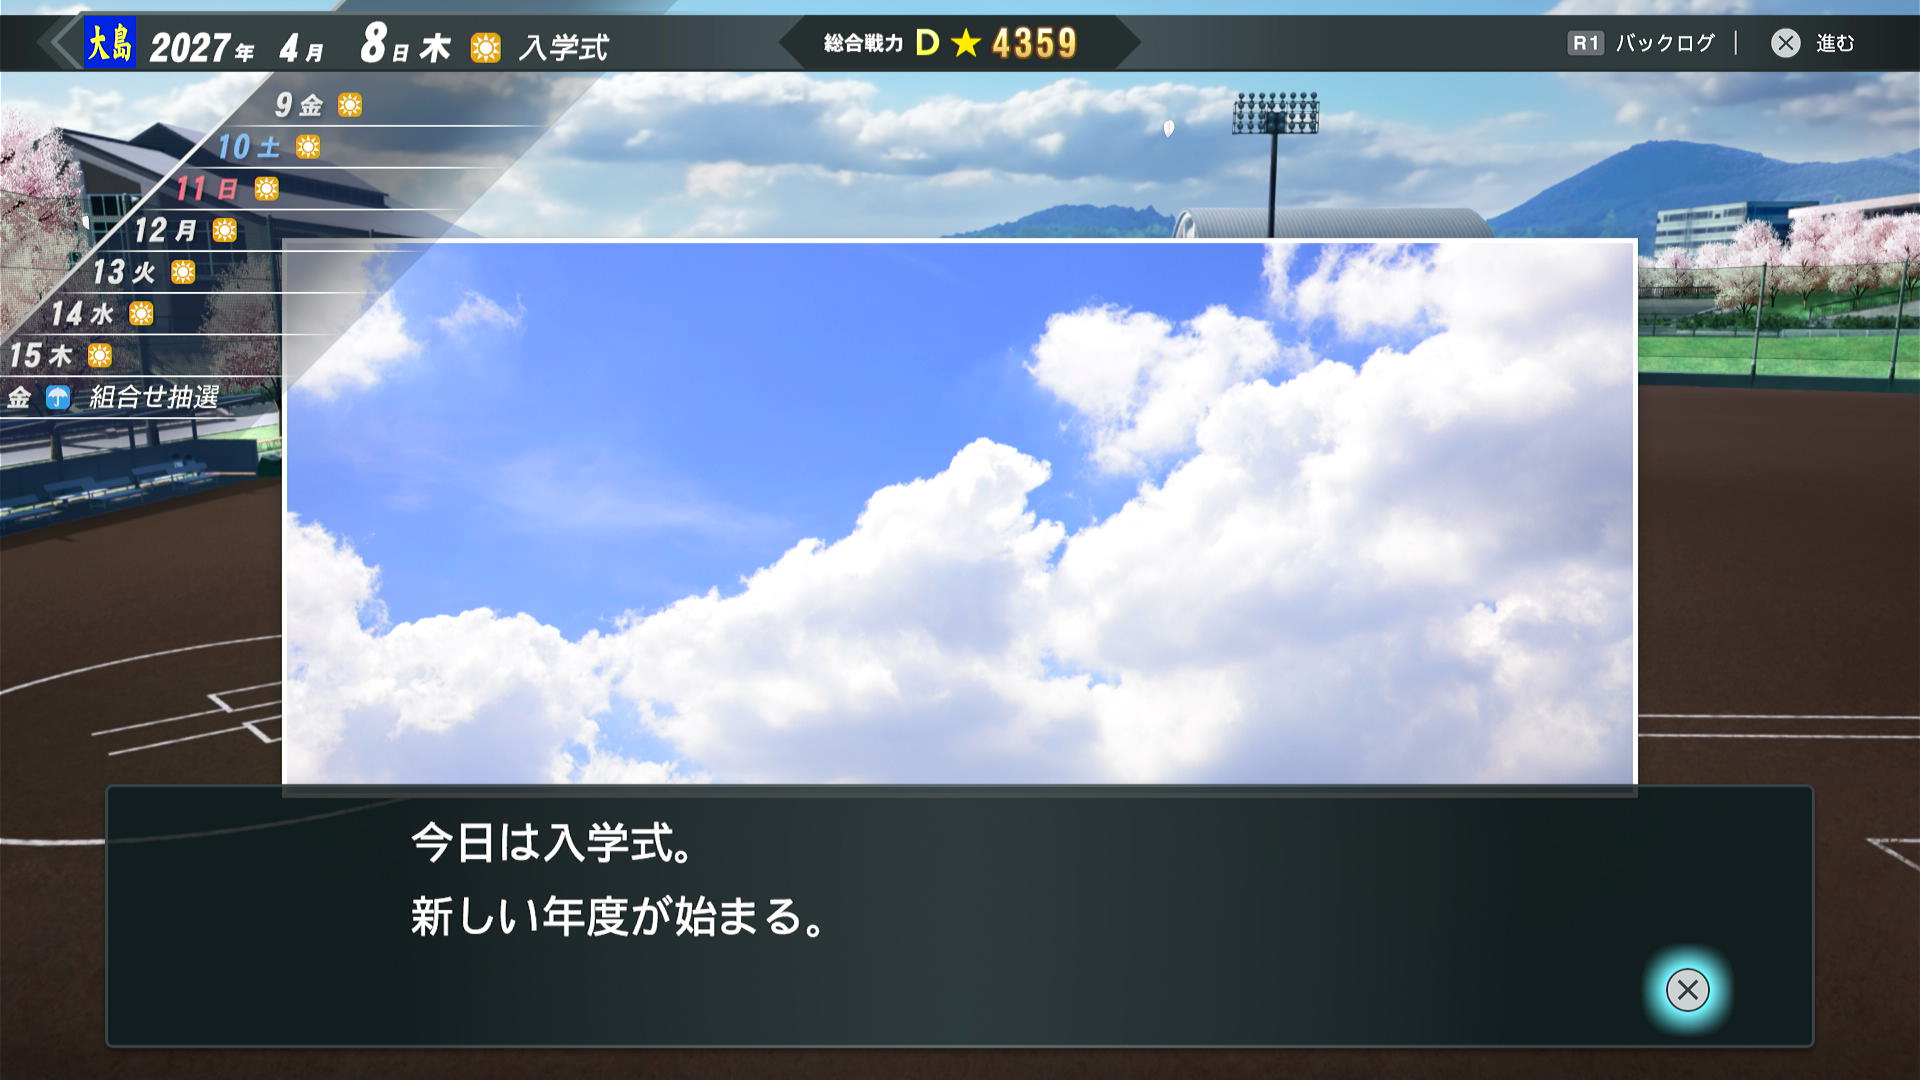 大島 2027年 4月 8日 木 入学式
総合戦力 D ★ 4359
R1 バックログ | ✕ 進む
9 金
10 土
11 日
12 月
13 火
14 水
15 木
金 組合せ抽選
今日は入学式。
新しい年度が始まる。